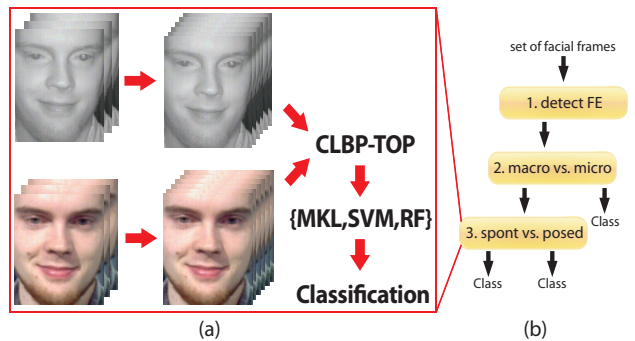 CLBP-TOP
{MKL,SVM,RF}
Classification
(a)
set of facial frames
1. detect FE
2. macro vs. micro
Class
3. spont vs. posed
Class
Class
(b)